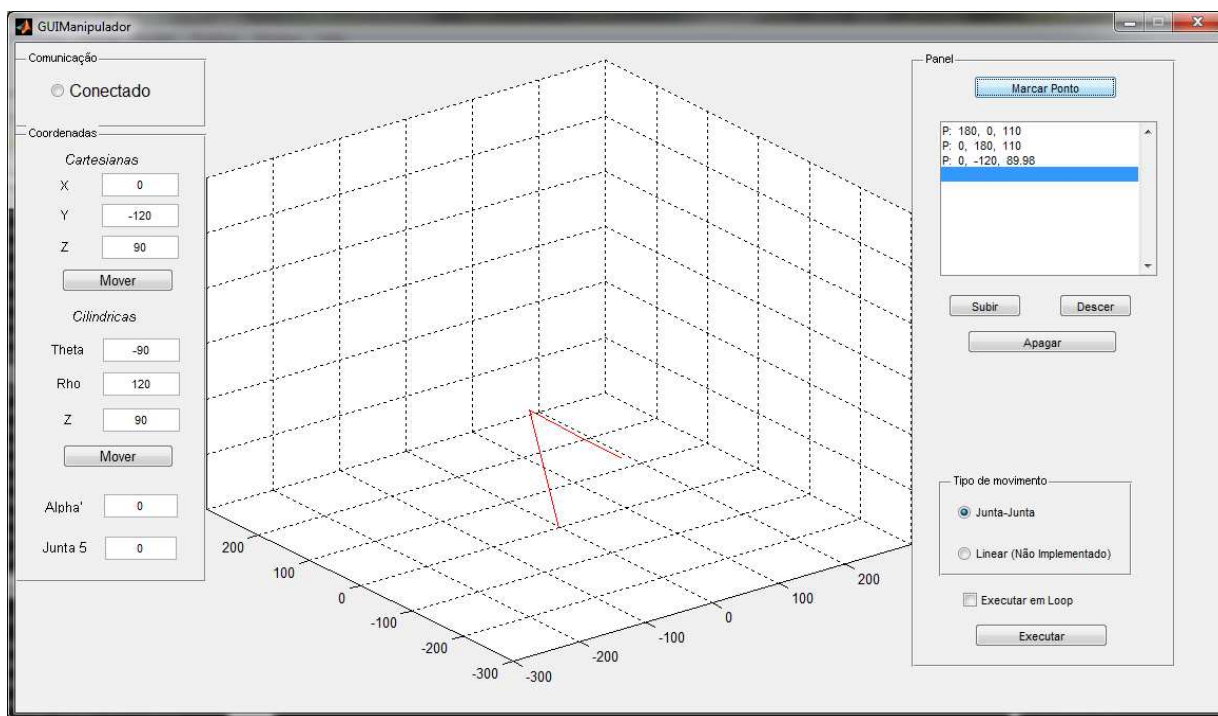 GUIManipulador
Comunicação
Conectado
Coordenadas
Cartesianas
X 0
Y -120
Z 90
Mover
Cilindricas
Theta -90
Rho 120
Z 90
Mover
Alpha' 0
Junta 5 0
200
100
0
-100
-200
-300
-300
-200
-100
0
100
200
Panel
Marcar Ponto
P: 180, 0, 110
P: 0, 180, 110
P: 0, -120, 89.98
Subir Descer
Apagar
Tipo de movimento
Junta-Junta
Linear (Não Implementado)
Executar em Loop
Executar